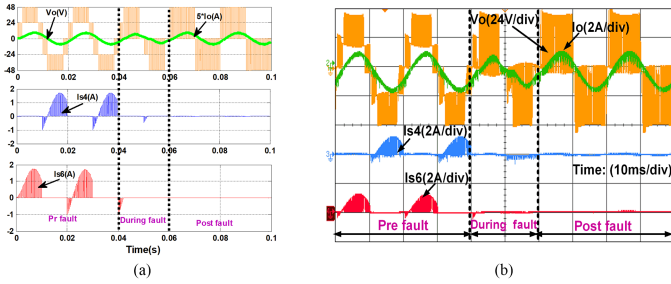 48
Vo(V)
5*Io(A)
24
0
24
48
0 0.02 0.04 0.06 0.08 0.1
2
Is4(A)
1
0
-1
-2
0 0.02 0.04 0.06 0.08 0.1
2
1
Is6(A)
0
-1
Pr fault
During fault
Post fault
-2
0 0.02 0.04 0.06 0.08 0.1
Time(s)
(a)
Vo(24V/div)
Io(2A/div)
Is4(2A/div)
Time: (10ms/div)
Is6(2A/div)
Pre fault
During fault
Post fault
(b)